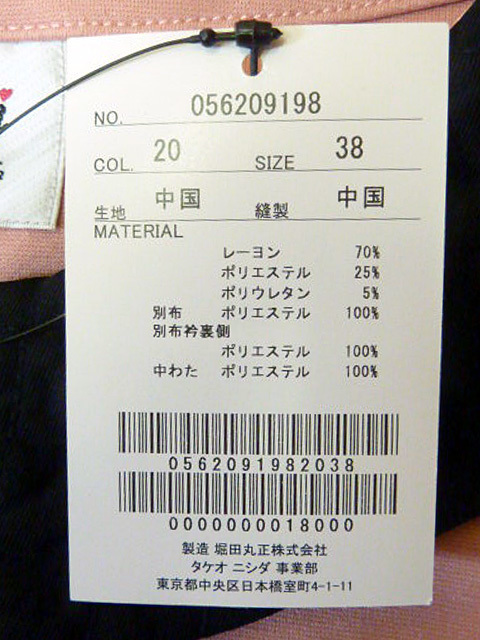 NO. 056209198
COL. 20 SIZE 38
生地 中国 縫製 中国
MATERIAL
レーヨン 70%
ポリエステル 25%
ポリウレタン 5%
別布 ポリエステル 100%
別布衿裏側
ポリエステル 100%
中わた ポリエステル 100%
0562091982038
0000000018000
製造 堀田丸正株式会社
タケオ ニシダ 事業部
東京都中央区日本橋室町4-1-11